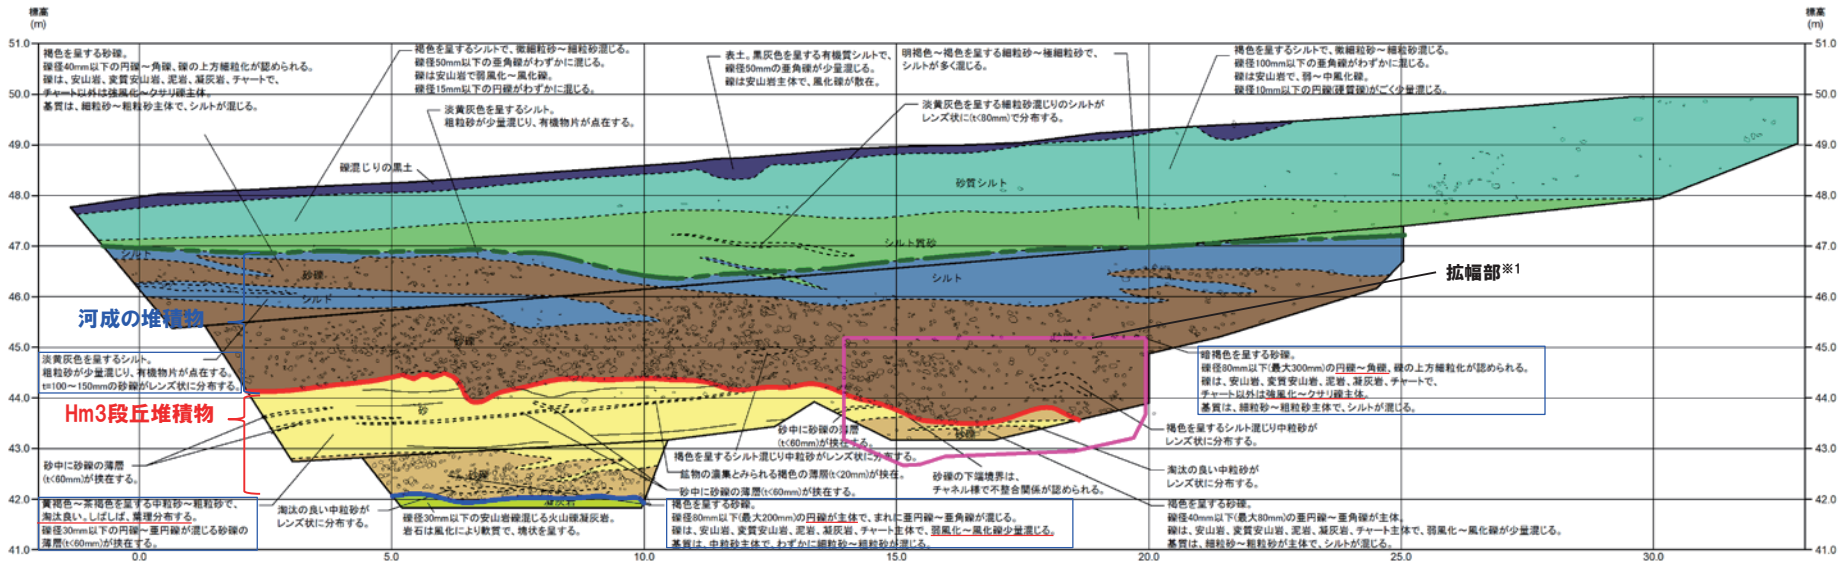 標高
(m)
標高
(m)
51.0
50.0
49.0
48.0
47.0
46.0
45.0
44.0
43.0
42.0
41.0
褐色を呈する砂礫。
礫径40mm以下の円礫～角礫、礫の上方細粒化が認められる。
礫は、安山岩、変質安山岩、泥岩、凝灰岩、チャートで、
チャート以外は強風化～クサリ礫主体。
基質は、細粒砂～粗粒砂主体で、シルトが混じる。
褐色を呈するシルトで、微細粒砂～細粒砂混じる。
礫径50mm以下の亜角礫がわずかに混じる。
礫は安山岩で弱風化～風化礫。
礫径15mm以下の円礫がわずかに混じる。
淡黄灰色を呈するシルト。
粗粒砂が少量混じり、有機物片が点在する。
礫混じりの黒土
表土。黒灰色を呈する有機質シルトで、
礫径50mmの亜角礫が少量混じる。
礫は安山岩主体で、風化礫が散在。
明褐色～褐色を呈する細粒砂～極細粒砂で、
シルトが多く混じる。
淡黄灰色を呈する細粒砂混じりのシルトが
レンズ状に(t<80mm)で分布する。
褐色を呈するシルトで、微細粒砂～細粒混じる。
礫径100mm以下の亜角礫がわずかに混じる。
礫は安山岩で、弱～中風化礫。
礫径10mm以下の円礫(硬質礫)がごく少量混じる。
砂質シルト
シルト質砂
シルト
砂礫
シルト
シルト
拡幅部※1
河成の堆積物
砂礫
淡黄灰色を呈するシルト。
粗粒砂が少量混じり、有機物片が点在する。
t=100～150mmの砂礫がレンズ状に分布する。
暗褐色を呈する砂礫。
礫径80mm以下(最大300mm)の円礫～角礫、礫の上方細粒化が認められる。
礫は、安山岩、変質安山岩、泥岩、凝灰岩、チャートで、
チャート以外は強風化～クサリ礫主体。
基質は、細粒砂～粗粒砂主体で、シルトが混じる。
Hm3段丘堆積物
砂
砂中に砂礫の薄層
(t<60mm)が挟在する。
砂礫
褐色を呈するシルト混じり中粒砂が
レンズ状に分布する。
褐色を呈するシルト混じり中粒砂がレンズ状に分布する。
鉱物の濃集とみられる褐色の薄層(t<20mm)が挟在。
砂中に砂礫の薄層(t<60mm)が挟在する。
砂礫の下端境界は、
チャネル様で不整合関係が認められる。
淘汰の良い中粒砂が
レンズ状に分布する。
砂中に砂礫の薄層
(t<60mm)が挟在する。
砂礫
凝灰岩
黄褐色～茶褐色を呈する中粒砂～粗粒砂で、
淘汰良い。しばしば、葉理分布する。
礫径30mm以下の円礫～亜円礫が混じる砂礫の
薄層(t<60mm)が挟在する。
淘汰の良い中粒砂が
レンズ状に分布する。
礫径30mm以下の安山岩礫混じる火山礫凝灰岩。
岩石は風化により軟質で、塊状を呈する。
褐色を呈する砂礫。
礫径80mm以下(最大200mm)の円礫が主体で、まれに亜円礫～亜角礫が混じる。
礫は、安山岩、変質安山岩、泥岩、凝灰岩、チャート主体で、弱風化～風化礫少量混じる。
基質は、中粒砂主体で、わずかに細粒砂～粗粒砂が混じる。
褐色を呈する砂礫。
礫径40mm以下(最大80mm)の亜円礫～亜角礫が主体。
礫は、安山岩、変質安山岩、泥岩、凝灰岩、チャート主体で、弱風化～風化礫が少量混じる。
基質は、細粒砂～粗粒砂が主体で、シルトが混じる。
51.0
50.0
49.0
48.0
47.0
46.0
45.0
44.0
43.0
42.0
41.0
0.0 5.0 10.0 15.0 20.0 25.0 30.0